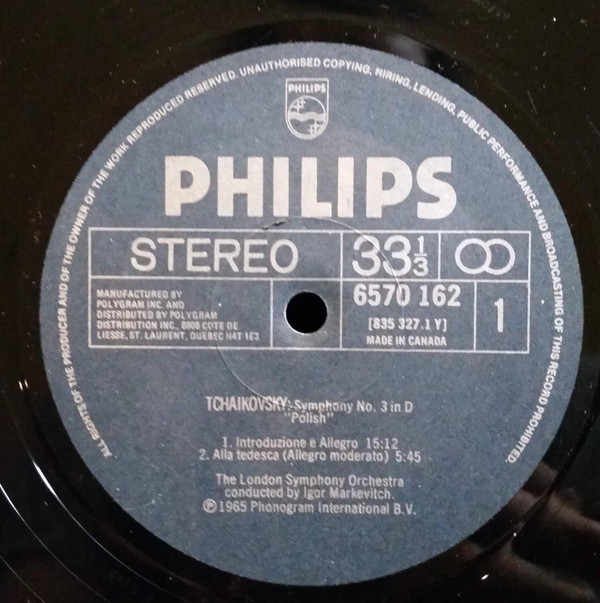 ALL RIGHTS OF THE PRODUCER AND OF THE OWNER OF THE WORK REPRODUCED RESERVED. UNAUTHORISED COPYING, HIRING, LENDING, PUBLIC PERFORMANCE AND BROADCASTING OF THIS RECORD PROHIBITED.
PHILIPS
PHILIPS
STEREO 33 1/3
MANUFACTURED BY
POLYGRAM INC. AND
DISTRIBUTED BY POLYGRAM
DISTRIBUTION INC., 6000 COTE DE
LIESSE, ST. LAURENT, QUEBEC H4T 1E3
6570 162
[835 327.1 Y]
MADE IN CANADA
1
TCHAIKOVSKY: Symphony No. 3 in D
"Polish"
1. Introduzione e Allegro 15:12
2. Alla tedesca (Allegro moderato) 5:45
The London Symphony Orchestra
conducted by Igor Markevitch.
℗1965 Phonogram International B.V.